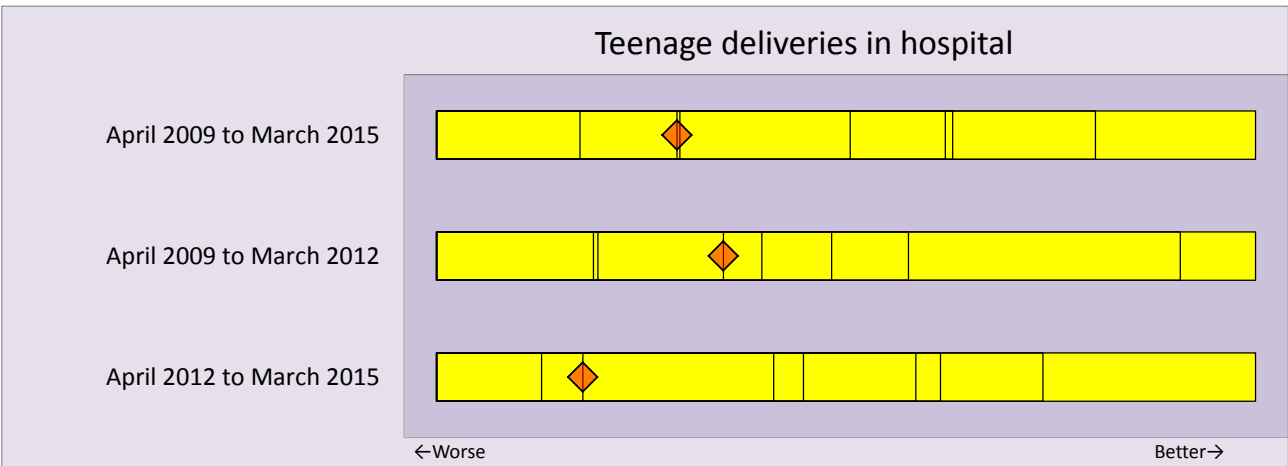 Teenage deliveries in hospital
April 2009 to March 2015
April 2009 to March 2012
April 2012 to March 2015
←Worse Better→